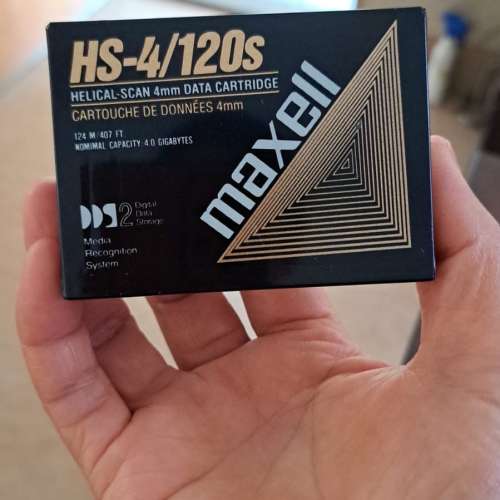 HS-4/120s
HELICAL-SCAN 4mm DATA CARTRIDGE
CARTOUCHE DE DONNÉES 4mm
124 M/407 FT
NOMIMAL CAPACITY:4.0 GIGABYTES
maxell
DDS2 Digital
Data
Storage
Media
Recognition
System